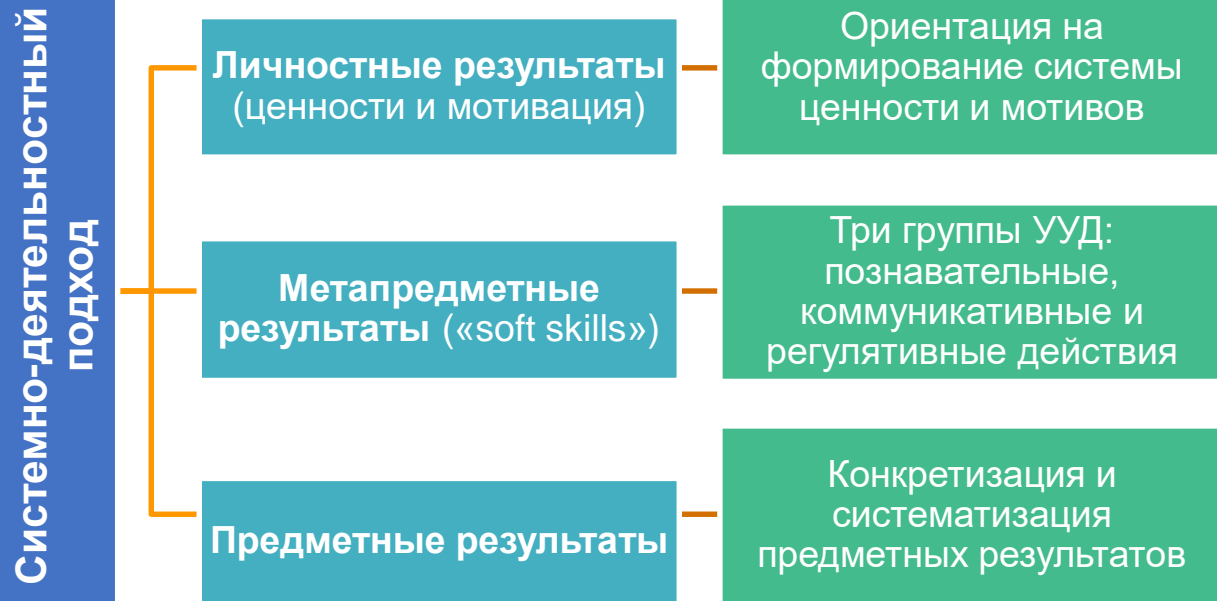 Системно-деятельностный
подход
Личностные результаты
(ценности и мотивация)
Ориентация на
формирование системы
ценности и мотивов
Метапредметные
результаты («soft skills»)
Три группы УУД:
познавательные,
коммуникативные и
регулятивные действия
Предметные результаты
Конкретизация и
систематизация
предметных результатов